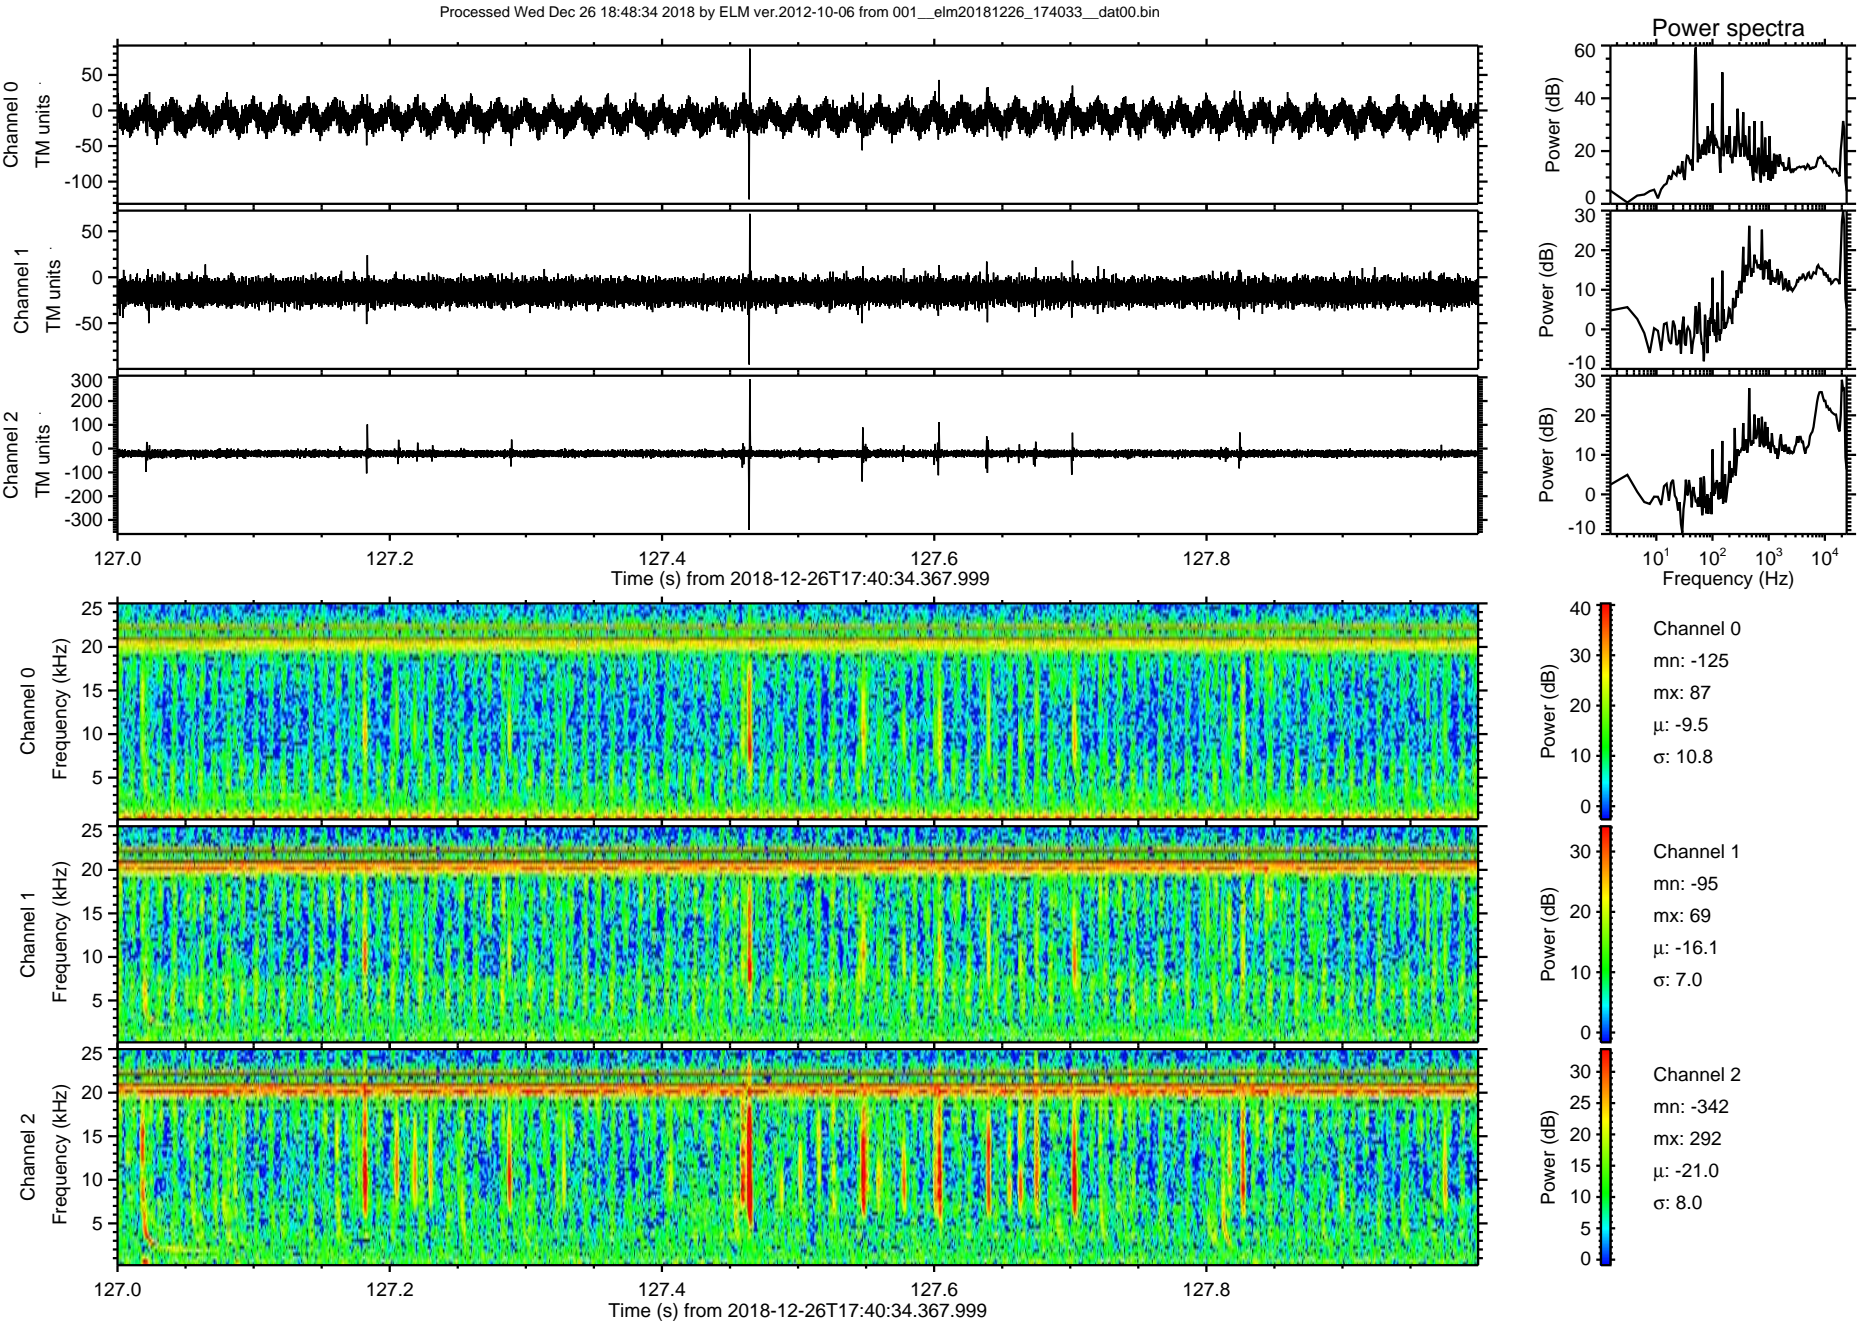 Processed Wed Dec 26 18:48:34 2018 by ELM ver.2012-10-06 from 001__elm20181226_174033__dat00.bin
Power spectra
Channel 0
TM units
50
0
-50
-100
Power (dB)
60
40
20
0
Channel 1
TM units
50
0
-50
Power (dB)
30
20
10
0
-10
Channel 2
TM units
300
200
100
0
-100
-200
-300
Power (dB)
30
20
10
0
-10
127.0 127.2 127.4 127.6 127.8
Time (s) from 2018-12-26T17:40:34.367.999
10¹ 10² 10³ 10⁴
Frequency (Hz)
Channel 0
Frequency (kHz)
25
20
15
10
5
Power (dB)
40
30
20
10
0
Channel 0
mn: -125
mx: 87
μ: -9.5
σ: 10.8
Channel 1
Frequency (kHz)
25
20
15
10
5
Power (dB)
30
20
10
0
Channel 1
mn: -95
mx: 69
μ: -16.1
σ: 7.0
Channel 2
Frequency (kHz)
25
20
15
10
5
Power (dB)
30
25
20
15
10
5
0
Channel 2
mn: -342
mx: 292
μ: -21.0
σ: 8.0
127.0 127.2 127.4 127.6 127.8
Time (s) from 2018-12-26T17:40:34.367.999